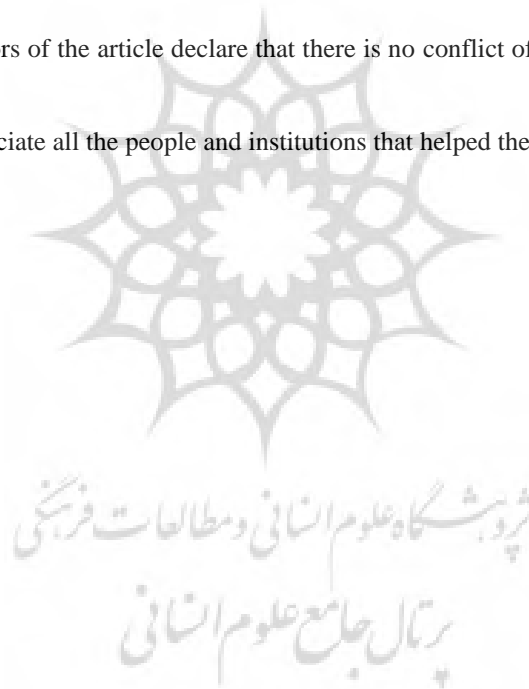 ors of the article declare that there is no conflict of
ciate all the people and institutions that helped the
پژوهشگاه علوم انسانی و مطالعات فرهنگی
پرتال جامع علوم انسانی